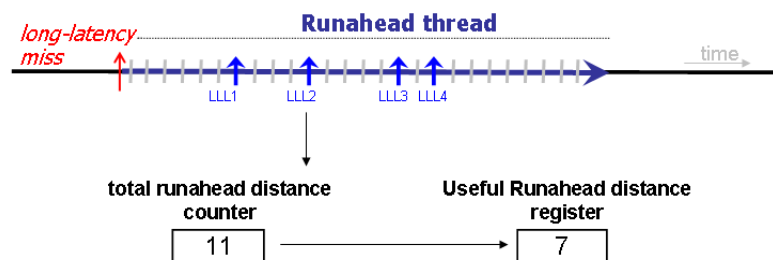 Runahead thread
long-latency
miss
time
LLL1
LLL2
LLL3
LLL4
total runahead distance
counter
Useful Runahead distance
register
11
7